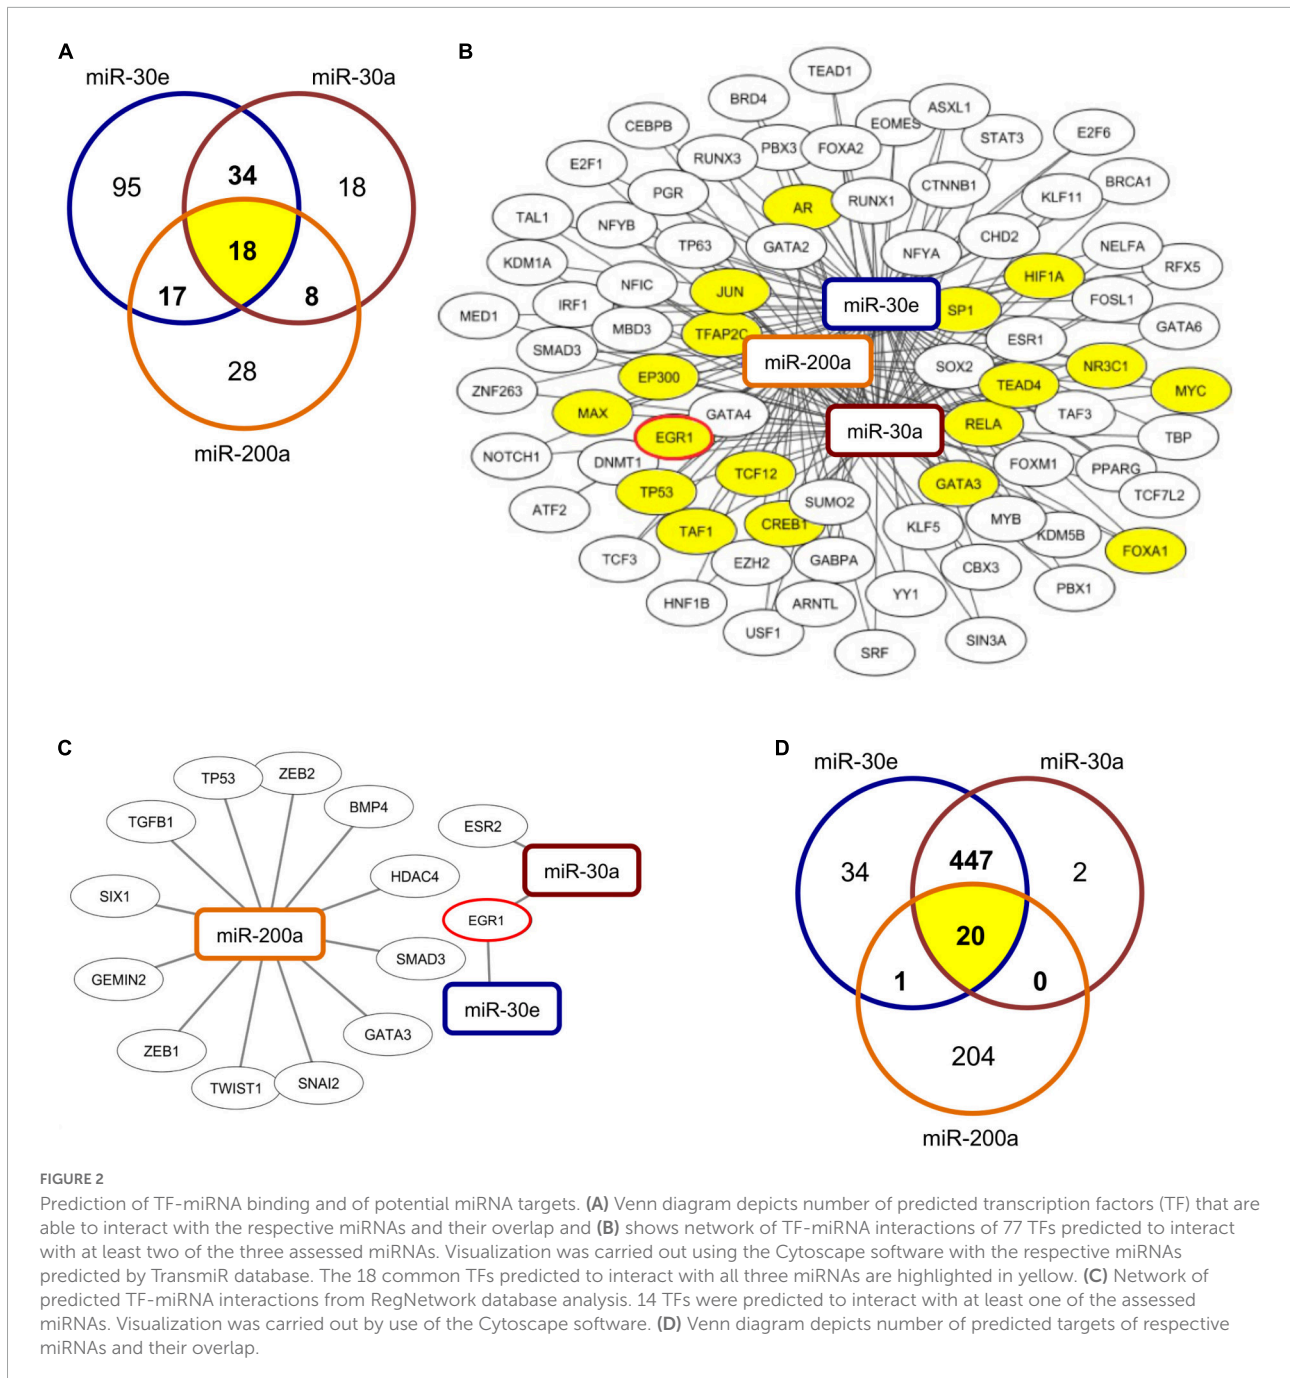 A
miR-30e
miR-30a
95
34
18
18
17
8
28
miR-200a
B
TEAD1
BRD4
ASXL1
CEBPB
EOMES
STAT3
E2F6
RUNX3
PBX3
FOXA2
E2F1
CTNNB1
BRCA1
PGR
KLF11
AR
RUNX1
TAL1
NFYB
CHD2
TP63
GATA2
NFYA
NELFA
KDM1A
RFX5
HIF1A
NFIC
JUN
miR-30e
SP1
FOSL1
IRF1
MED1
MBD3
TFAP2C
GATA6
ESR1
SMAD3
miR-200a
SOX2
NR3C1
EP300
TEAD4
ZNF263
MYC
MAX
GATA4
TAF3
RELA
miR-30a
EGR1
TBP
NOTCH1
DNMT1
FOXM1
PPARG
TCF12
GATA3
TP53
TCF7L2
SUMO2
ATF2
MYB
CREB1
KLF5
TAF1
KDM5B
FOXA1
TCF3
EZH2
GABPA
CBX3
PBX1
YY1
HNF1B
ARNTL
USF1
SIN3A
SRF
C
TP53
ZEB2
BMP4
TGFB1
ESR2
miR-30a
HDAC4
SIX1
EGR1
miR-200a
SMAD3
GEMIN2
miR-30e
GATA3
ZEB1
TWIST1
SNAI2
D
miR-30e
miR-30a
34
447
2
20
1
0
204
miR-200a
FIGURE 2
Prediction of TF-miRNA binding and of potential miRNA targets. (A) Venn diagram depicts number of predicted transcription factors (TF) that are
able to interact with the respective miRNAs and their overlap and (B) shows network of TF-miRNA interactions of 77 TFs predicted to interact
with at least two of the three assessed miRNAs. Visualization was carried out using the Cytoscape software with the respective miRNAs
predicted by TransmiR database. The 18 common TFs predicted to interact with all three miRNAs are highlighted in yellow. (C) Network of
predicted TF-miRNA interactions from RegNetwork database analysis. 14 TFs were predicted to interact with at least one of the assessed
miRNAs. Visualization was carried out by use of the Cytoscape software. (D) Venn diagram depicts number of predicted targets of respective
miRNAs and their overlap.